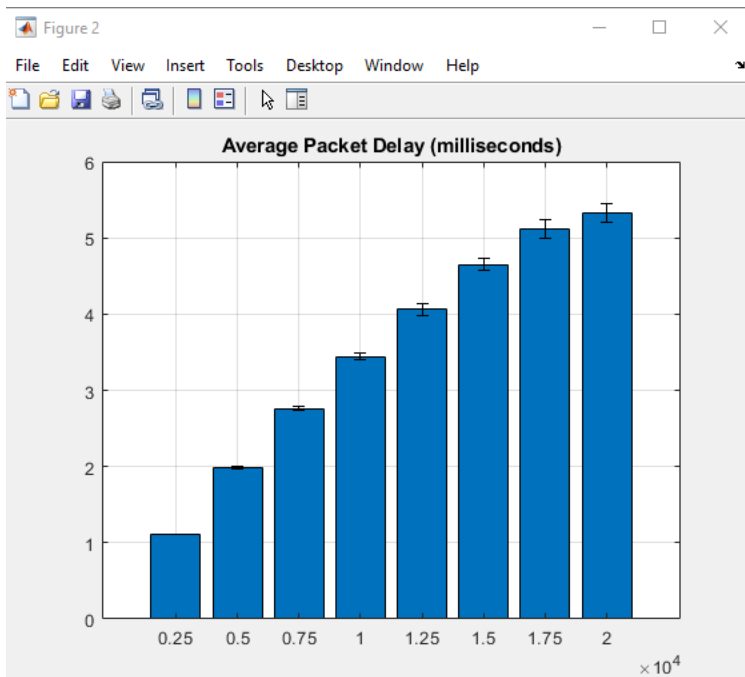 Figure 2
File Edit View Insert Tools Desktop Window Help
Average Packet Delay (milliseconds)
6
5
4
3
2
1
0
0.25 0.5 0.75 1 1.25 1.5 1.75 2
×10⁴